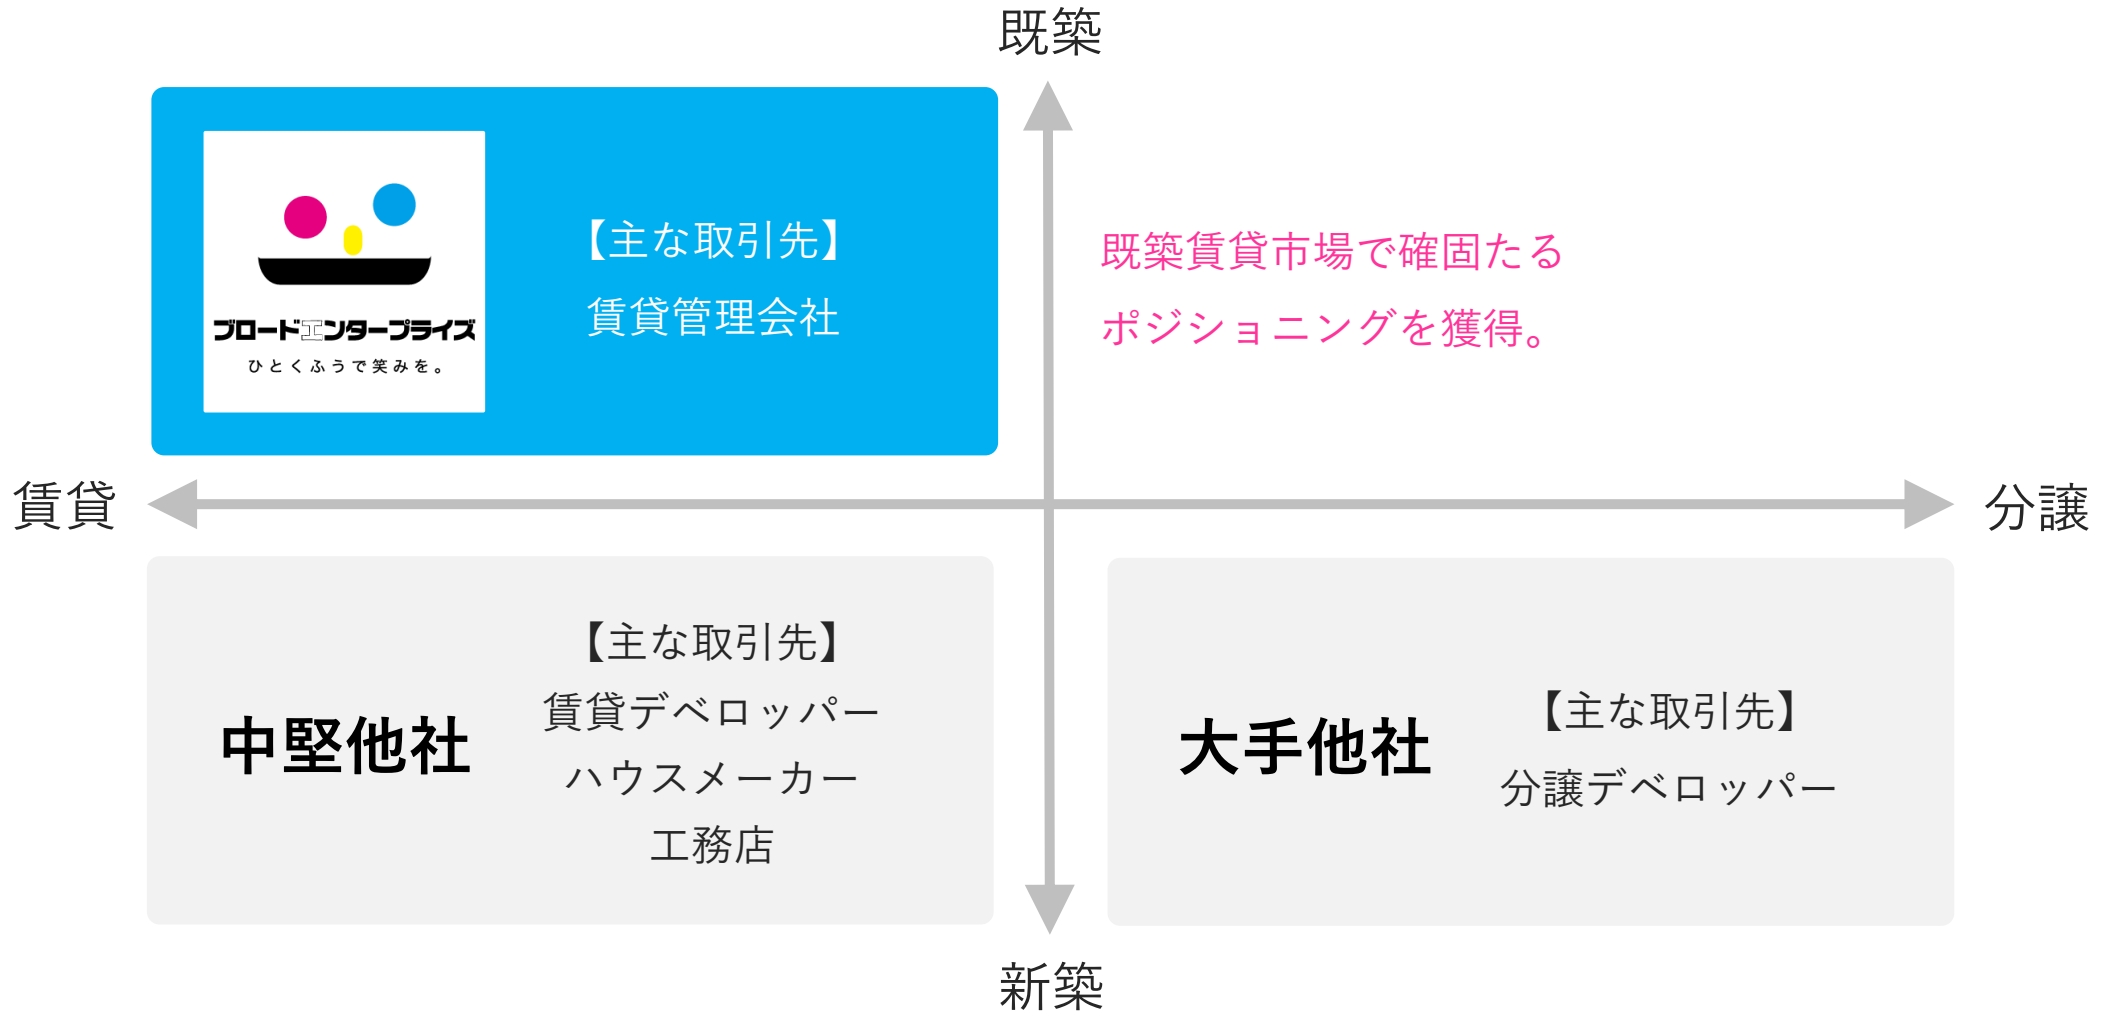 既築
ブロードエンタープライズ
ひとくふうで笑みを。
【主な取引先】
賃貸管理会社
既築賃貸市場で確固たる
ポジショニングを獲得。
賃貸
分譲
中堅他社
【主な取引先】
賃貸デベロッパー
ハウスメーカー
工務店
大手他社
【主な取引先】
分譲デベロッパー
新築